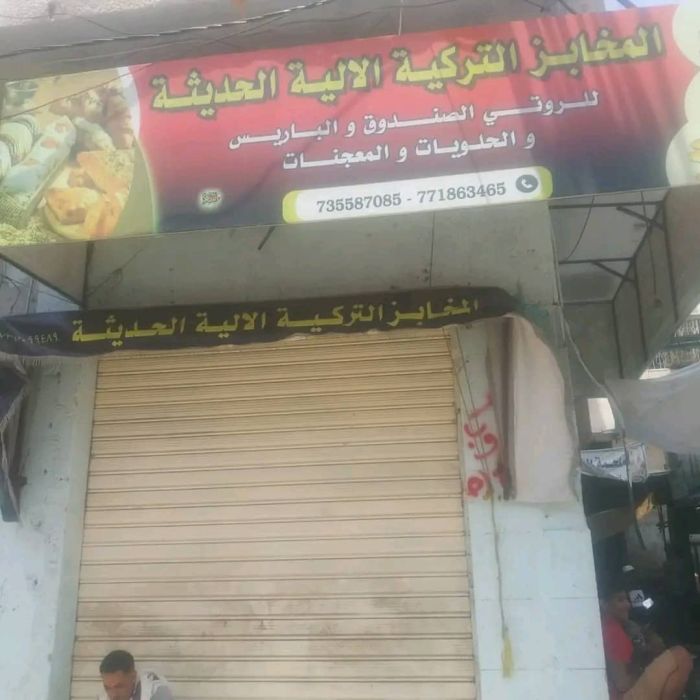 المخابز التركية الالية الحديثة
للروتي الصندوق و الباريس
و الحلويات و المعجنات
735587085 - 771863465
المخابز التركية الالية الحديثة